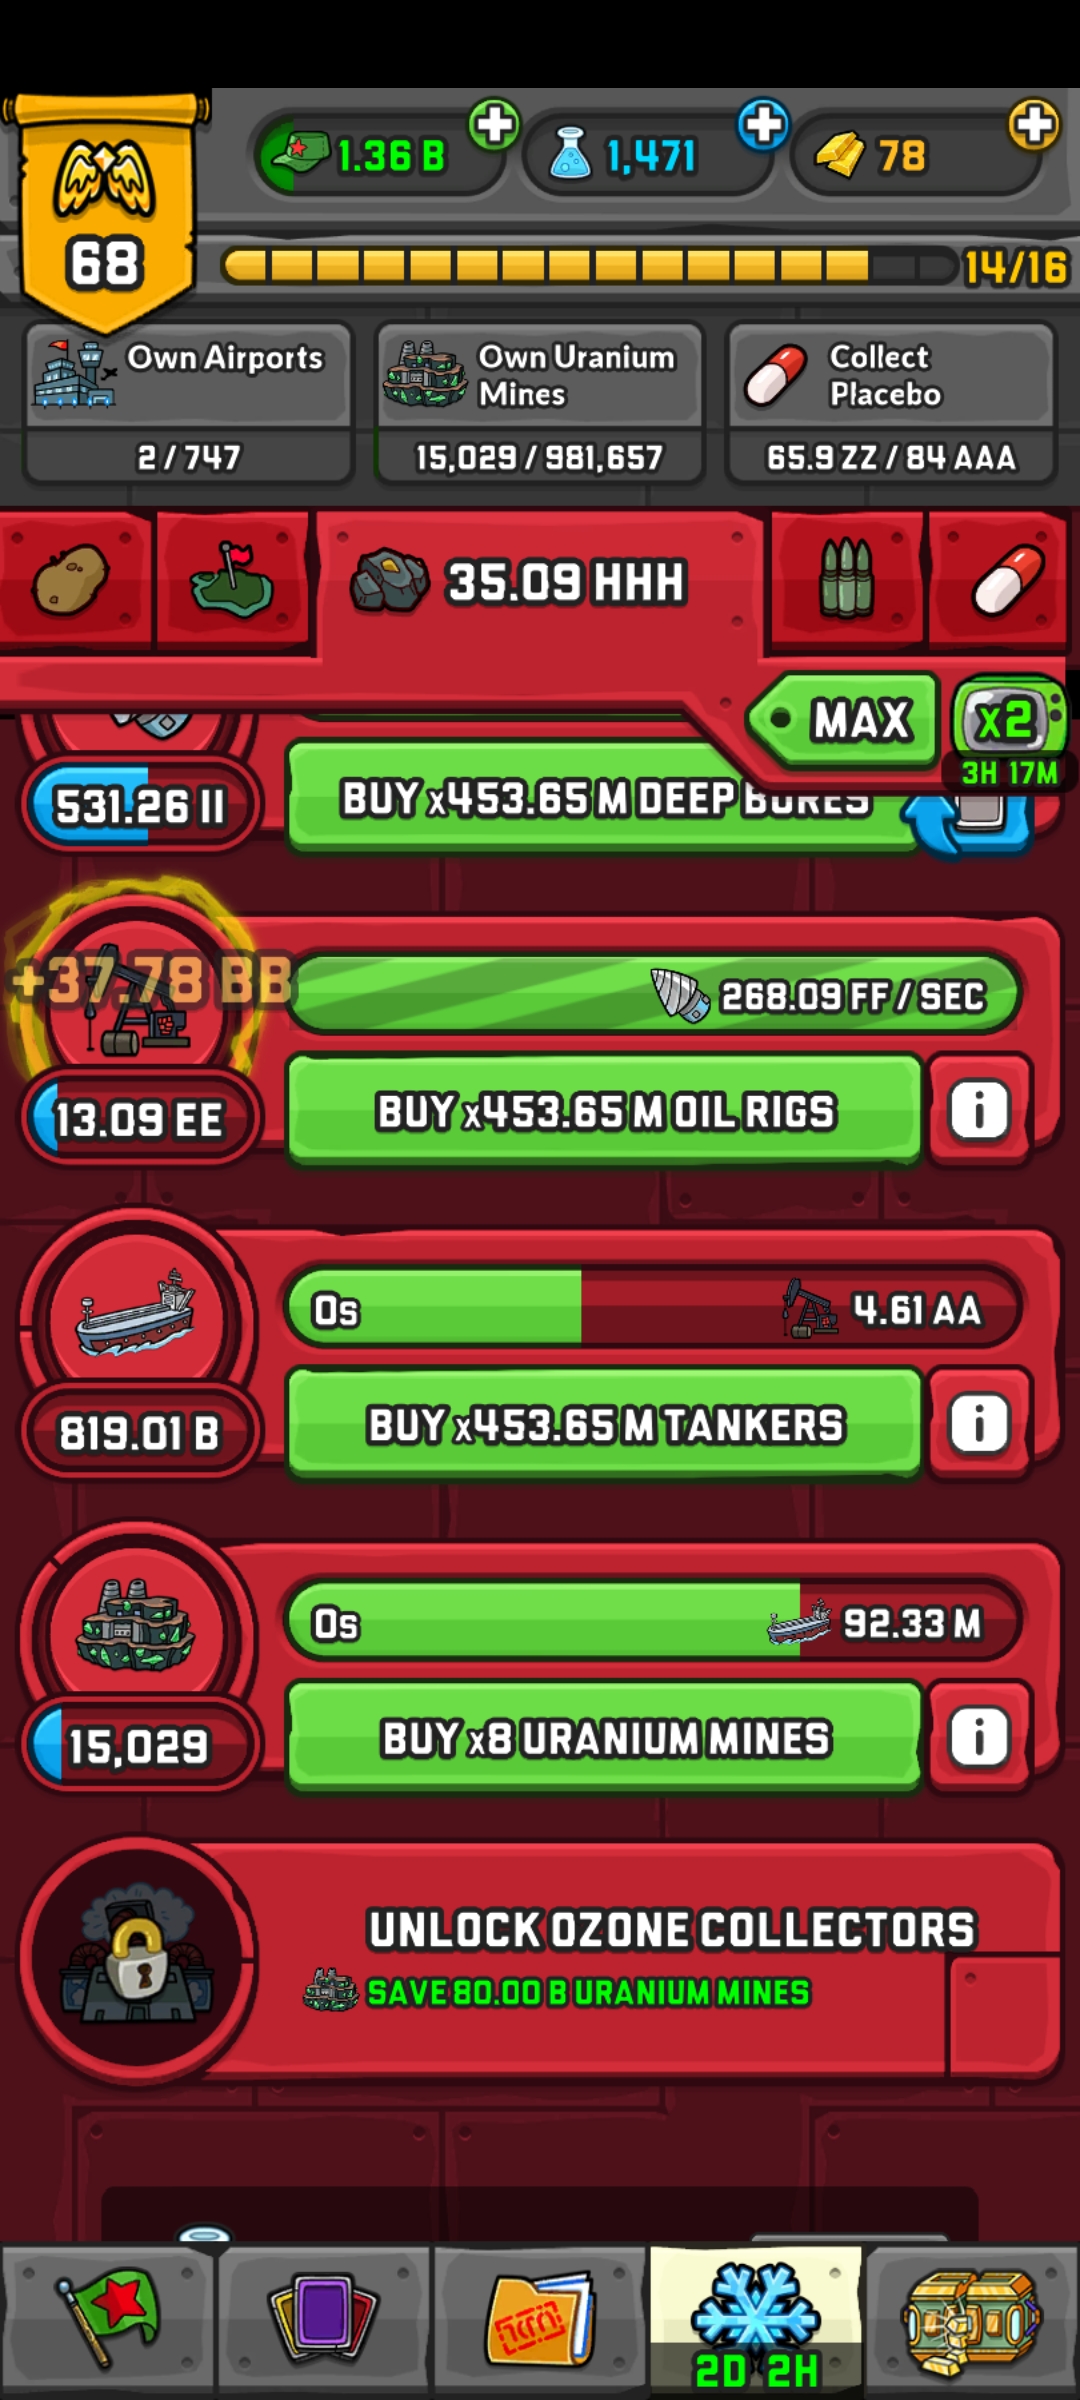 1.36 B
1,471
78
68
14/16
Own Airports
2 / 747
Own Uranium
Mines
15,029 / 981,657
Collect
Placebo
65.9 ZZ / 84 AAA
35.09 HHH
MAX
x2
3H 17M
531.26 II
BUY x453.65 M DEEP BORES
+37.78 BB
268.09 FF / SEC
13.09 EE
BUY x453.65 M OIL RIGS
i
0s
4.61 AA
819.01 B
BUY x453.65 M TANKERS
i
0s
92.33 M
15,029
BUY x8 URANIUM MINES
i
UNLOCK OZONE COLLECTORS
SAVE 80.00 B URANIUM MINES
2D 2H